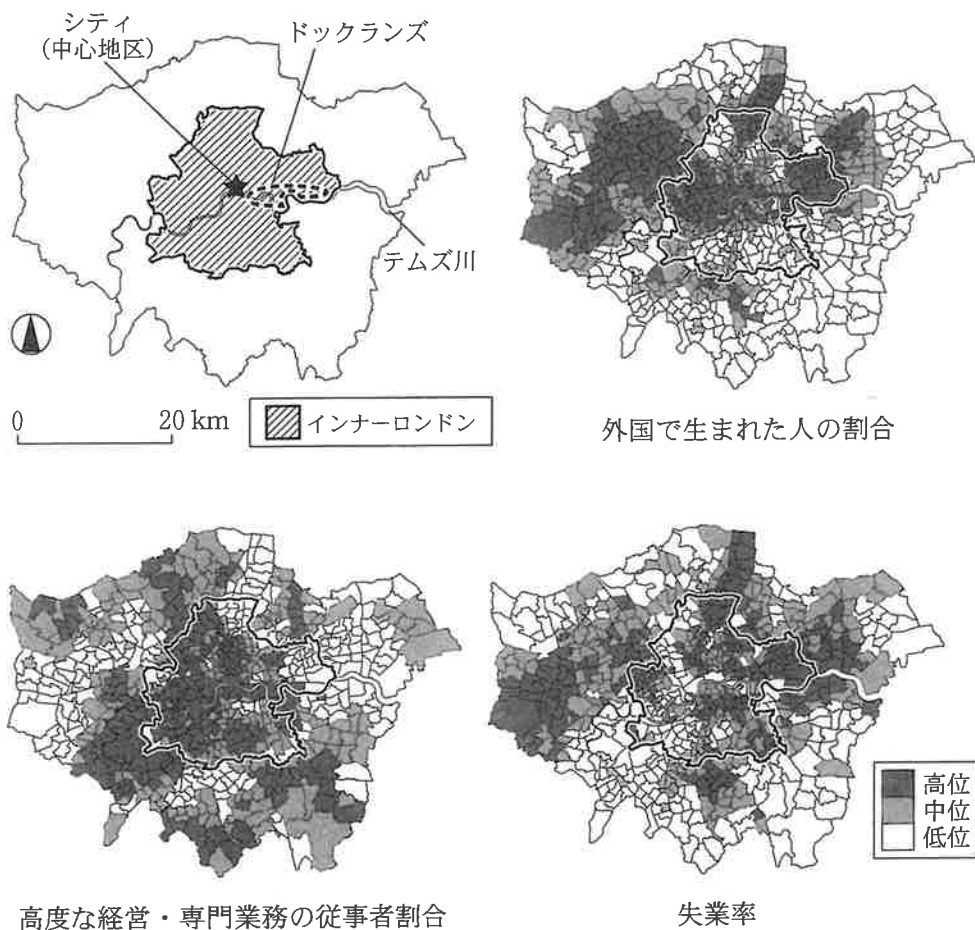 シティ
(中心地区)
ドックランズ
テムズ川
0 20 km
インナーロンドン
外国で生まれた人の割合
高度な経営・専門業務の従事者割合
失業率
高位
中位
低位